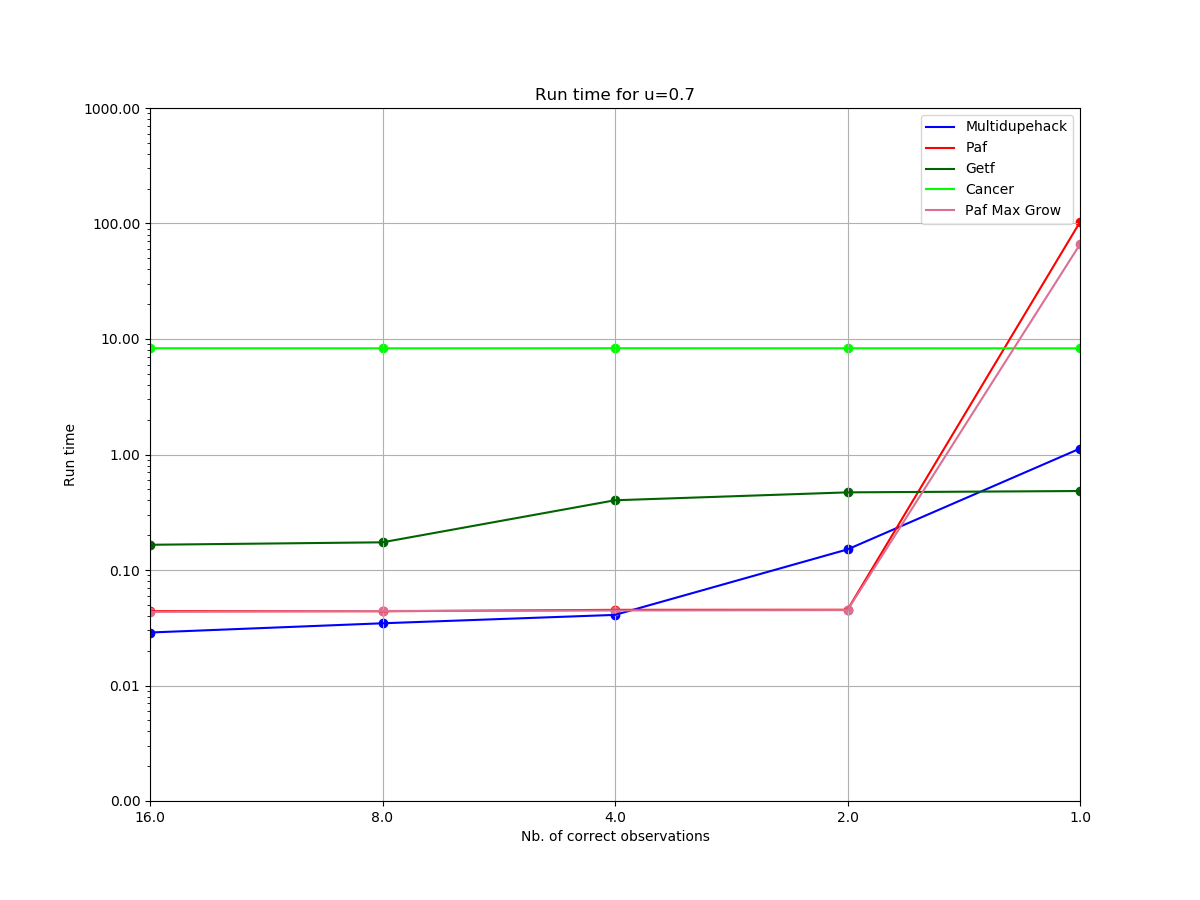 Run time for u=0.7
1000.00
100.00
10.00
1.00
0.10
0.01
0.00
Run time
Multidupehack
Paf
Getf
Cancer
Paf Max Grow
16.0
8.0
4.0
2.0
1.0
Nb. of correct observations